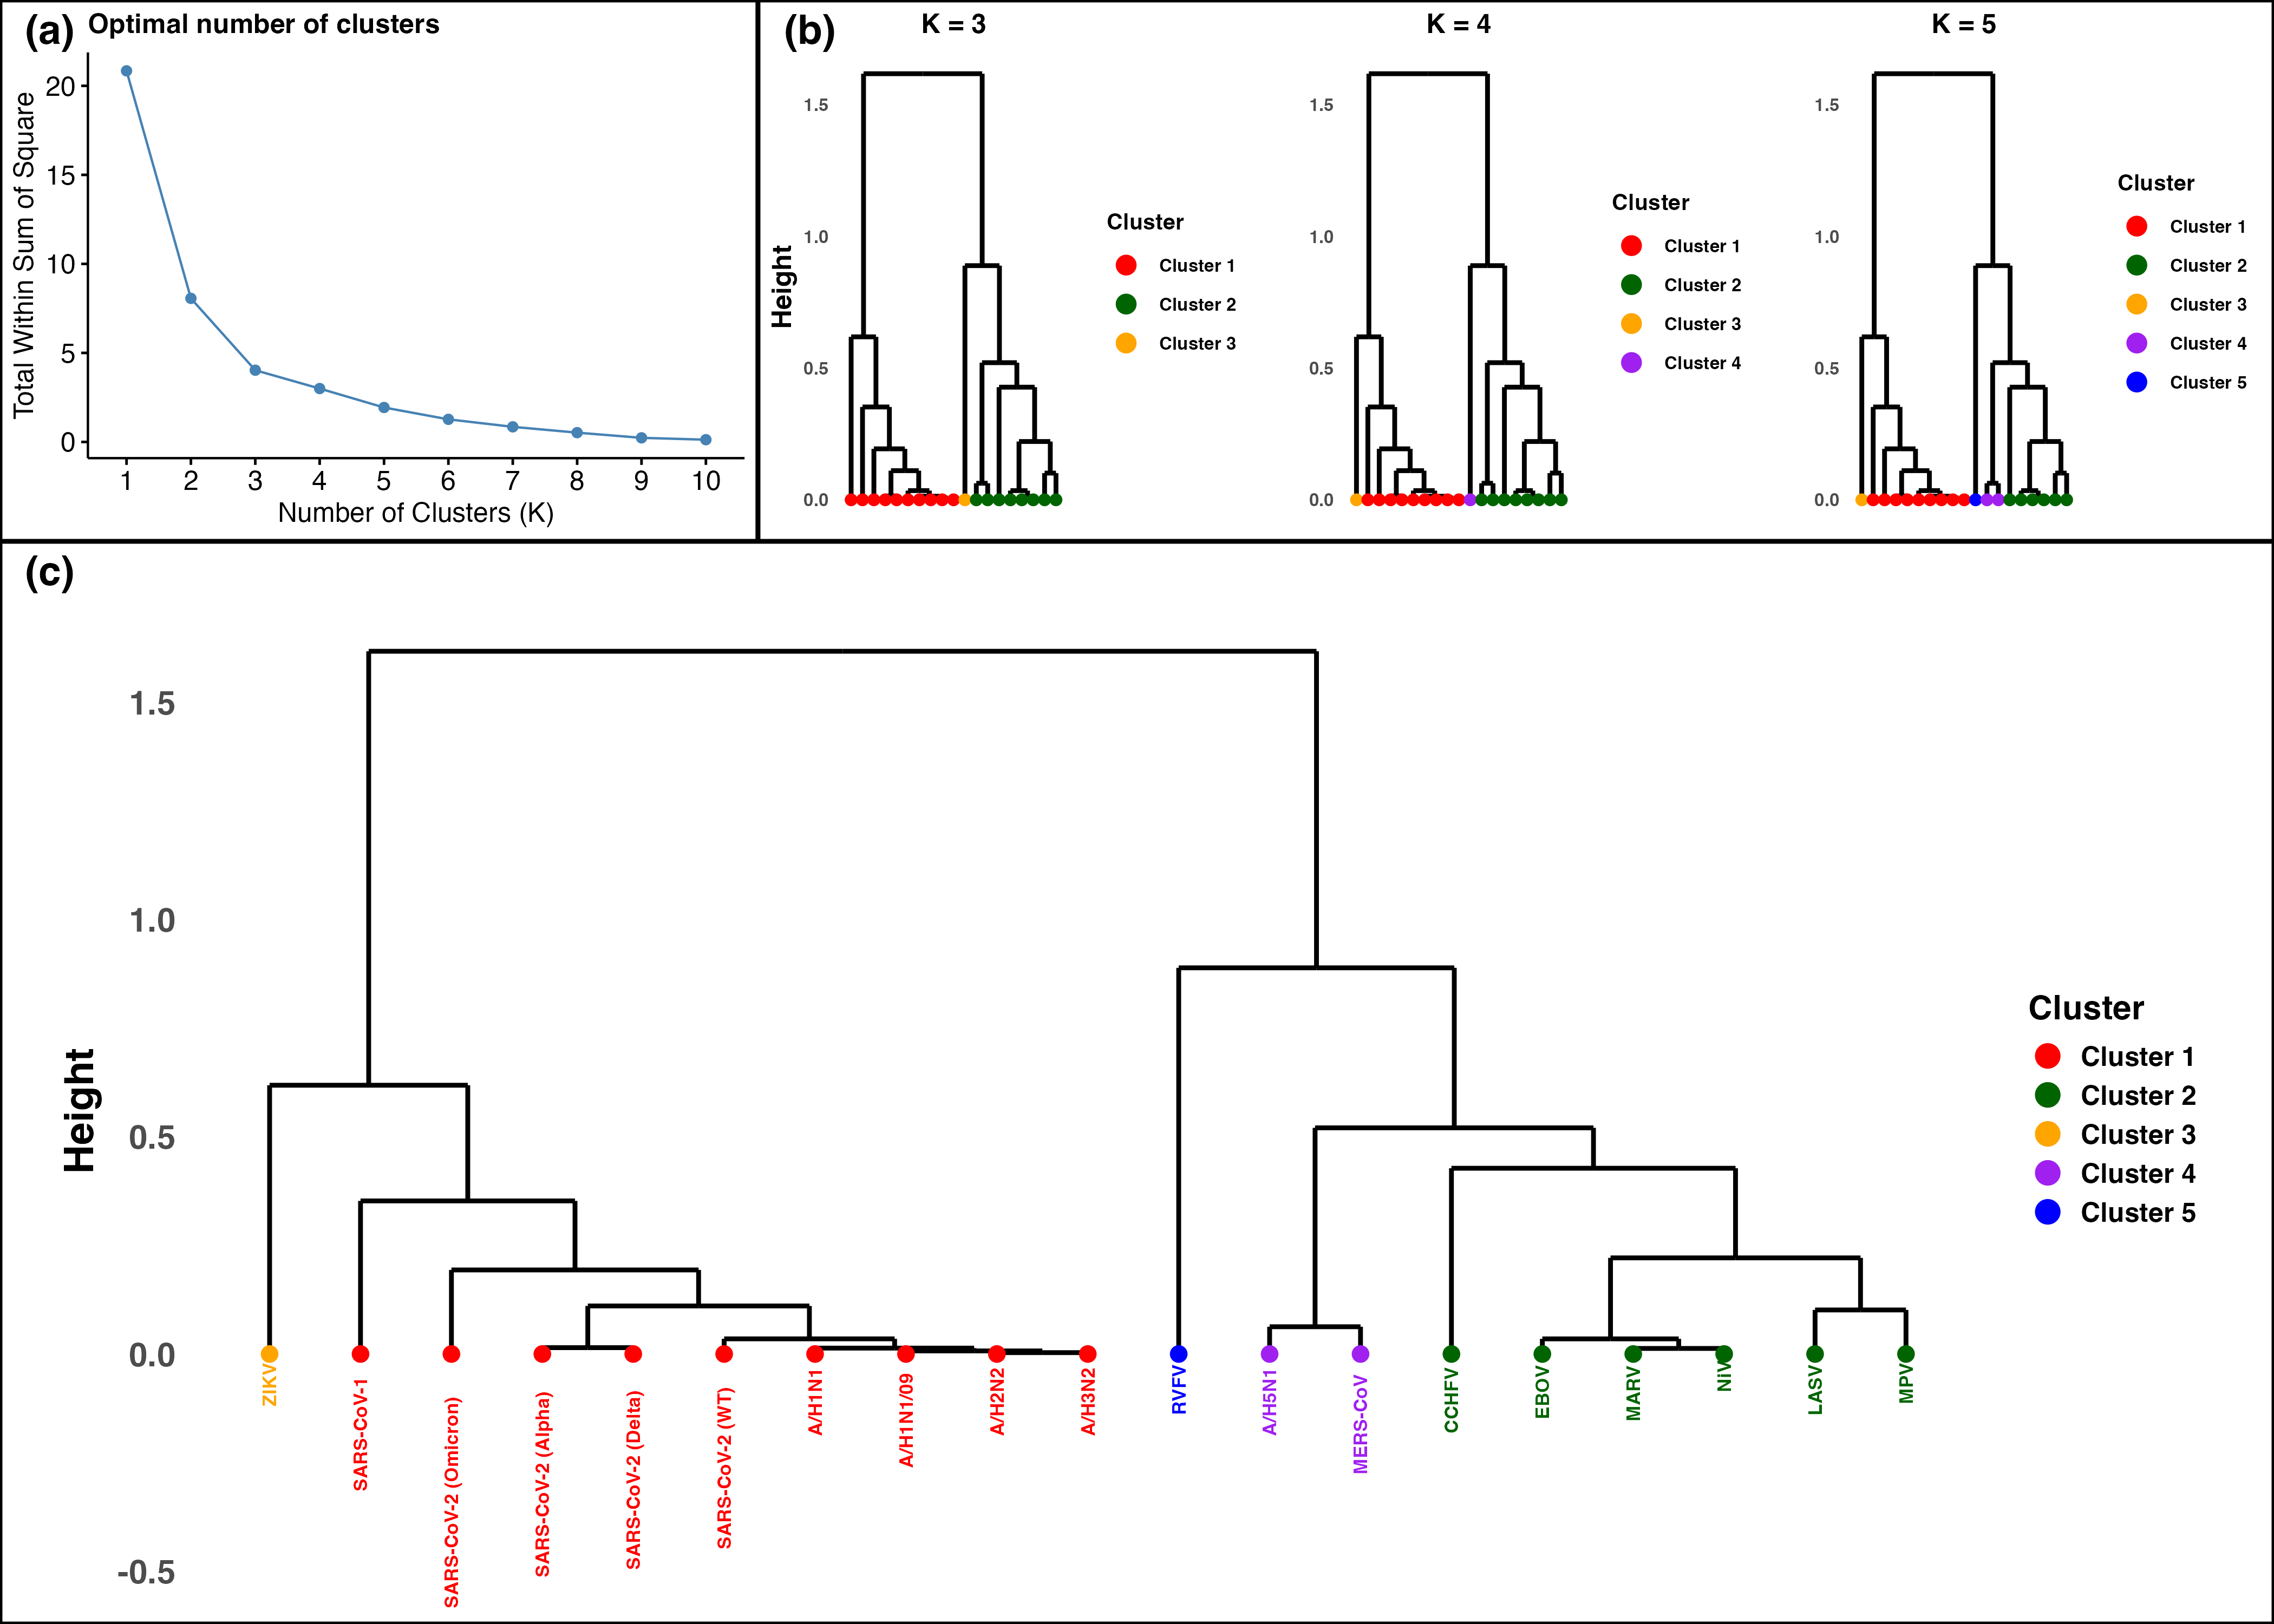 (a) Optimal number of clusters
Total Within Sum of Square
20
15
10
5
0
1 2 3 4 5 6 7 8 9 10
Number of Clusters (K)
(b)
K = 3
Height
1.5
1.0
0.5
0.0
Cluster
Cluster 1
Cluster 2
Cluster 3
K = 4
1.5
1.0
0.5
0.0
Cluster
Cluster 1
Cluster 2
Cluster 3
Cluster 4
K = 5
1.5
1.0
0.5
0.0
Cluster
Cluster 1
Cluster 2
Cluster 3
Cluster 4
Cluster 5
(c)
Height
1.5
1.0
0.5
0.0
-0.5
ZIKV
SARS-CoV-1
SARS-CoV-2 (Omicron)
SARS-CoV-2 (Alpha)
SARS-CoV-2 (Delta)
SARS-CoV-2 (WT)
A/H1N1
A/H1N1/09
A/H2N2
A/H3N2
RVFV
A/H5N1
MERS-CoV
CCHFV
EBOV
MARV
NiV
LASV
MPV
Cluster
Cluster 1
Cluster 2
Cluster 3
Cluster 4
Cluster 5